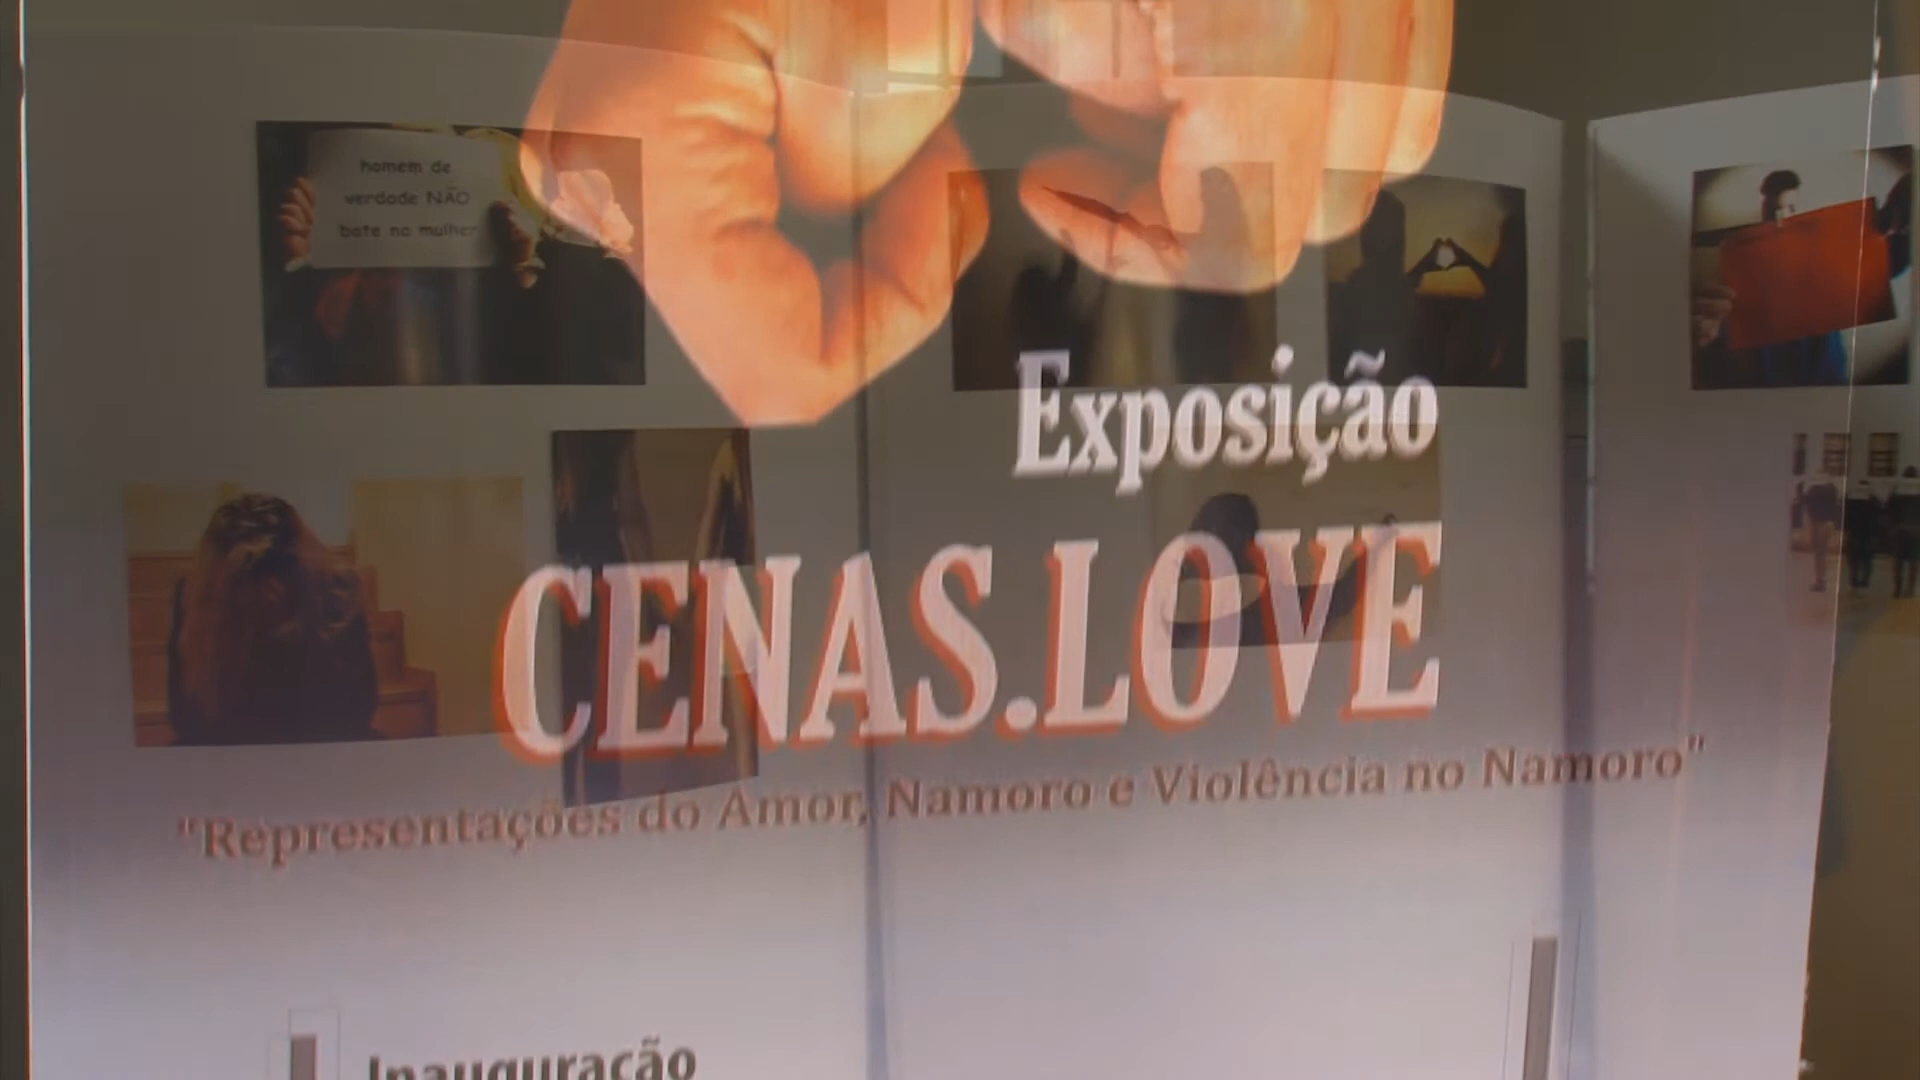 homem de
verdade NÃO
bate na mulher
Exposição
CENAS.LOVE
"Representações do Amor, Namoro e Violência no Namoro"
Inauguração